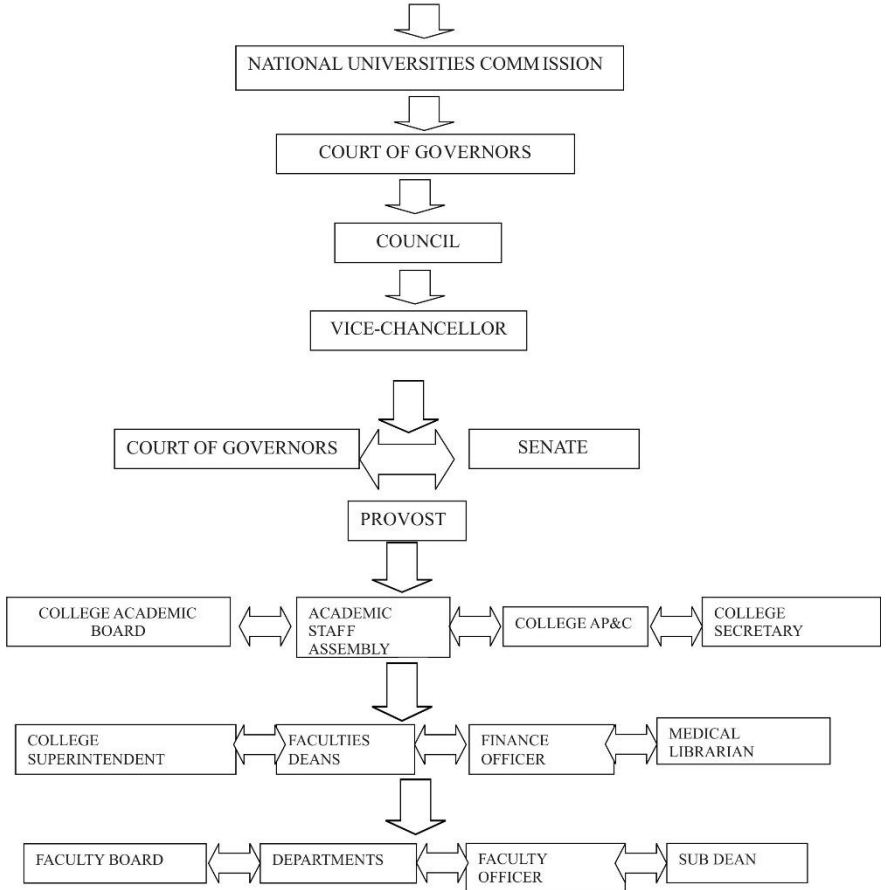 NATIONAL UNIVERSITIES COMMISSION
COURT OF GOVERNORS
COUNCIL
VICE-CHANCELLOR
COURT OF GOVERNORS
SENATE
PROVOST
COLLEGE ACADEMIC
BOARD
ACADEMIC
STAFF
ASSEMBLY
COLLEGE AP&C
COLLEGE
SECRETARY
COLLEGE
SUPERINTENDENT
FACULTIES
DEANS
FINANCE
OFFICER
MEDICAL
LIBRARIAN
FACULTY BOARD
DEPARTMENTS
FACULTY
OFFICER
SUB DEAN